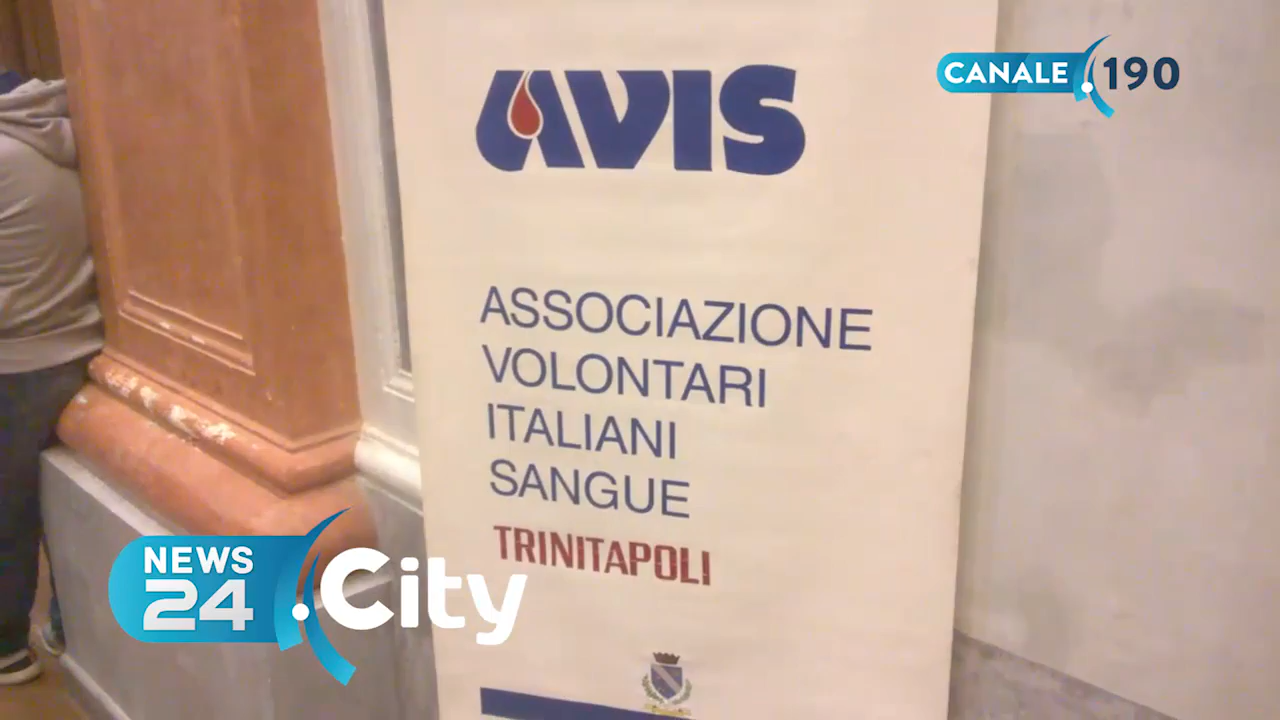 AVIS
CANALE 190
ASSOCIAZIONE
VOLONTARI
ITALIANI
SANGUE
TRINITAPOLI
NEWS
24
.City